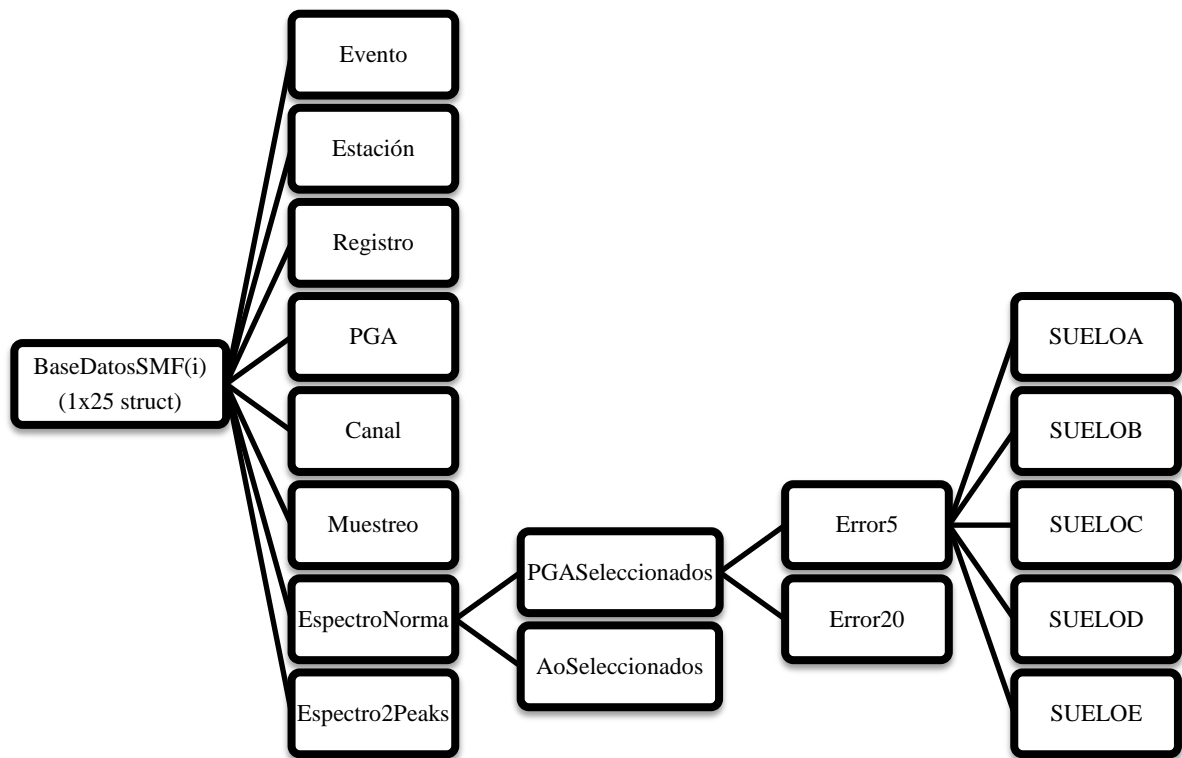 BaseDatosSMF(i)
(1x25 struct)
Evento
Estación
Registro
PGA
Canal
Muestreo
EspectroNorma
Espectro2Peaks
PGASeleccionados
AoSeleccionados
Error5
Error20
SUELOA
SUELOB
SUELOC
SUELOD
SUELOE